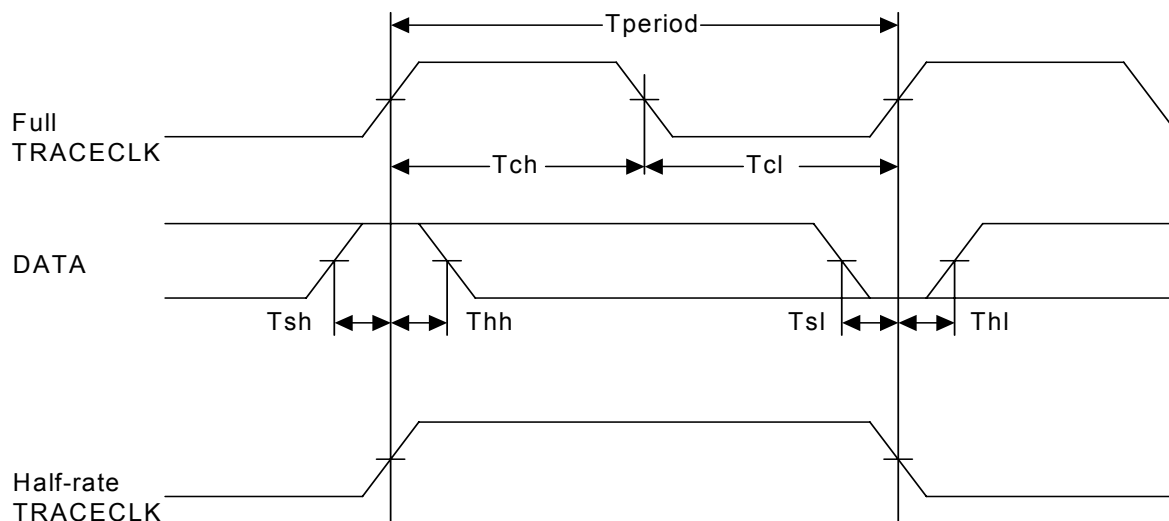 Tperiod
Full
TRACECLK
Tch
Tcl
DATA
Tsh
Thh
Tsl
Thl
Half-rate
TRACECLK